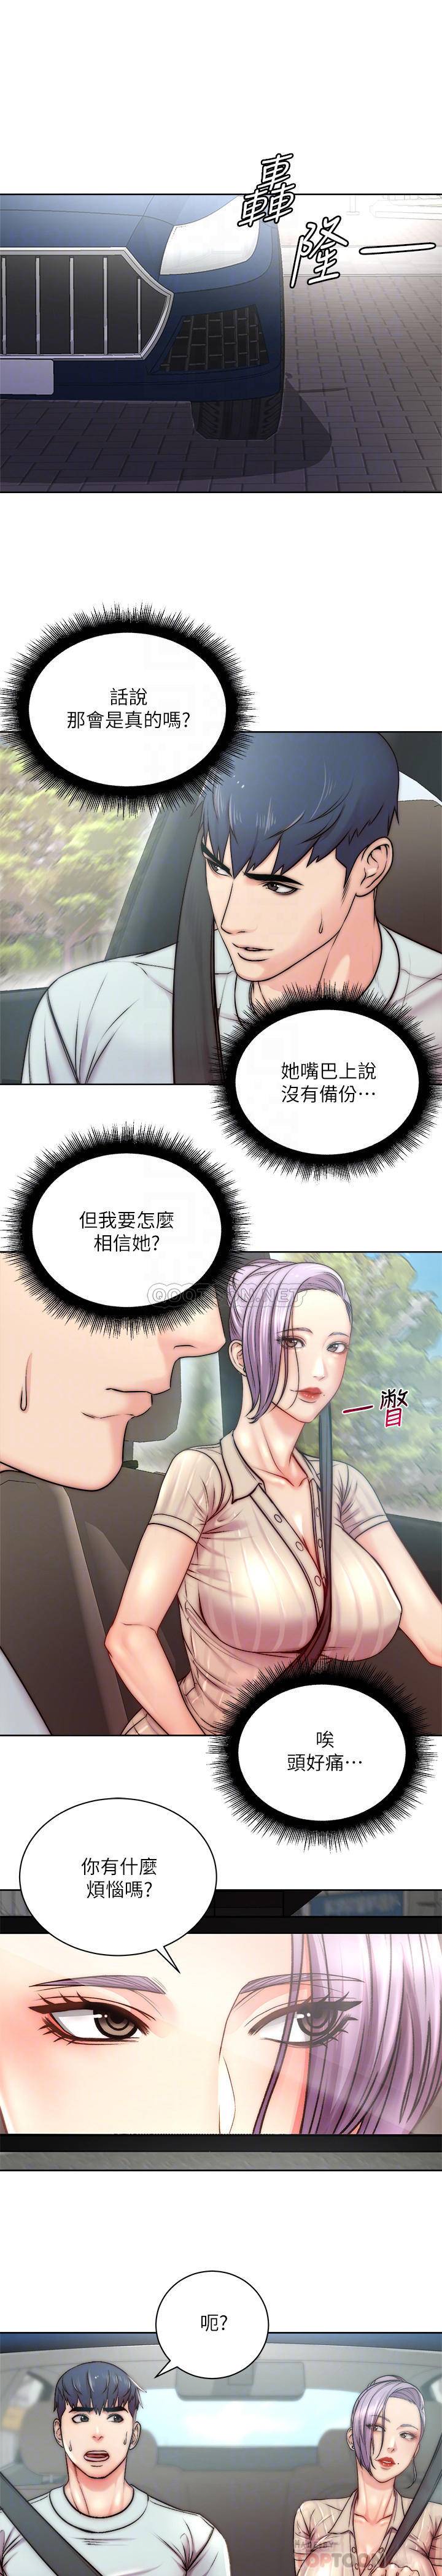 轟
隆一
話說
那會是真的嗎?
她嘴巴上說
沒有備份…
但我要怎麼
相信她?
一瞥
唉
頭好痛…
你有什麼
煩惱嗎?
呃?